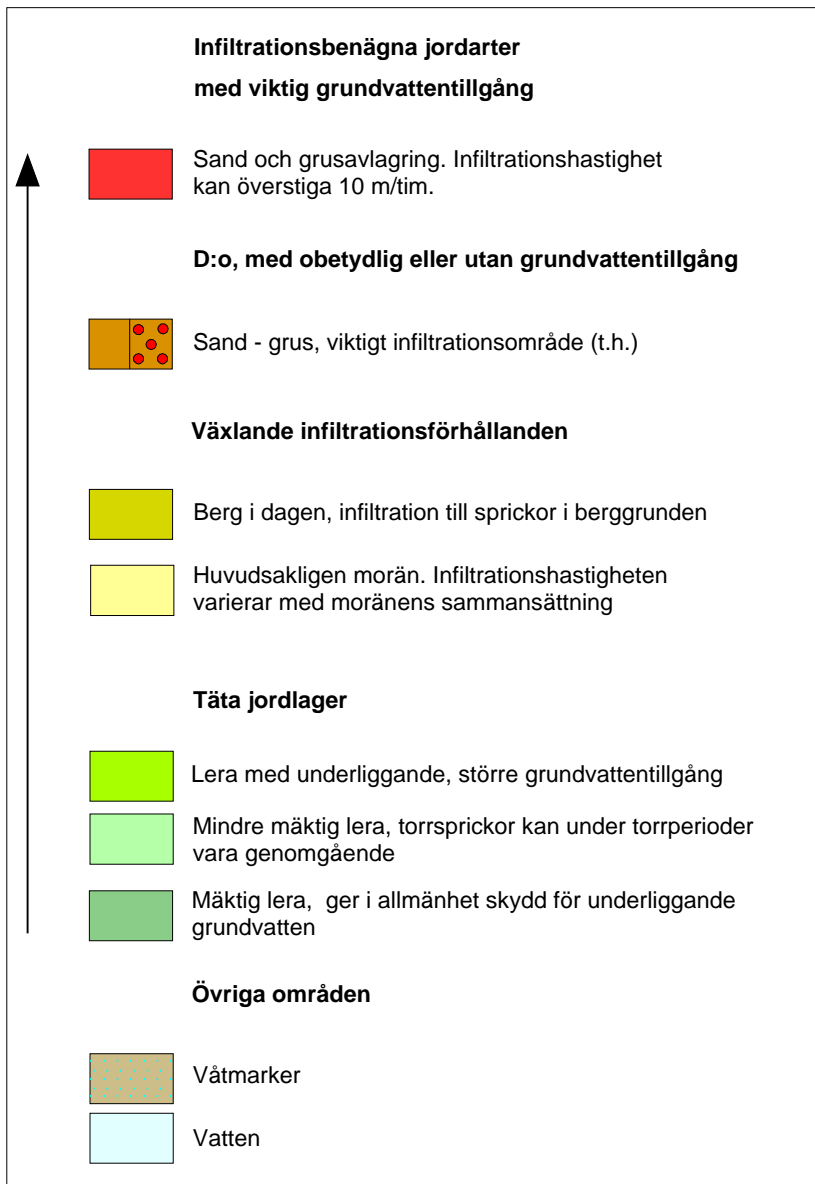 Infiltrationsbenägna jordarter
med viktig grundvattentillgång
Sand och grusavlagring. Infiltrationshastighet
kan överstiga 10 m/tim.
D:o, med obetydlig eller utan grundvattentillgång
Sand - grus, viktigt infiltrationsområde (t.h.)
Växlande infiltrationsförhållanden
Berg i dagen, infiltration till sprickor i berggrunden
Huvudsakligen morän. Infiltrationshastigheten
varierar med moränens sammansättning
Täta jordlager
Lera med underliggande, större grundvattentillgång
Mindre mäktig lera, torrsprickor kan under torrperioder
vara genomgående
Mäktig lera,  ger i allmänhet skydd för underliggande
grundvatten
Övriga områden
Våtmarker
Vatten